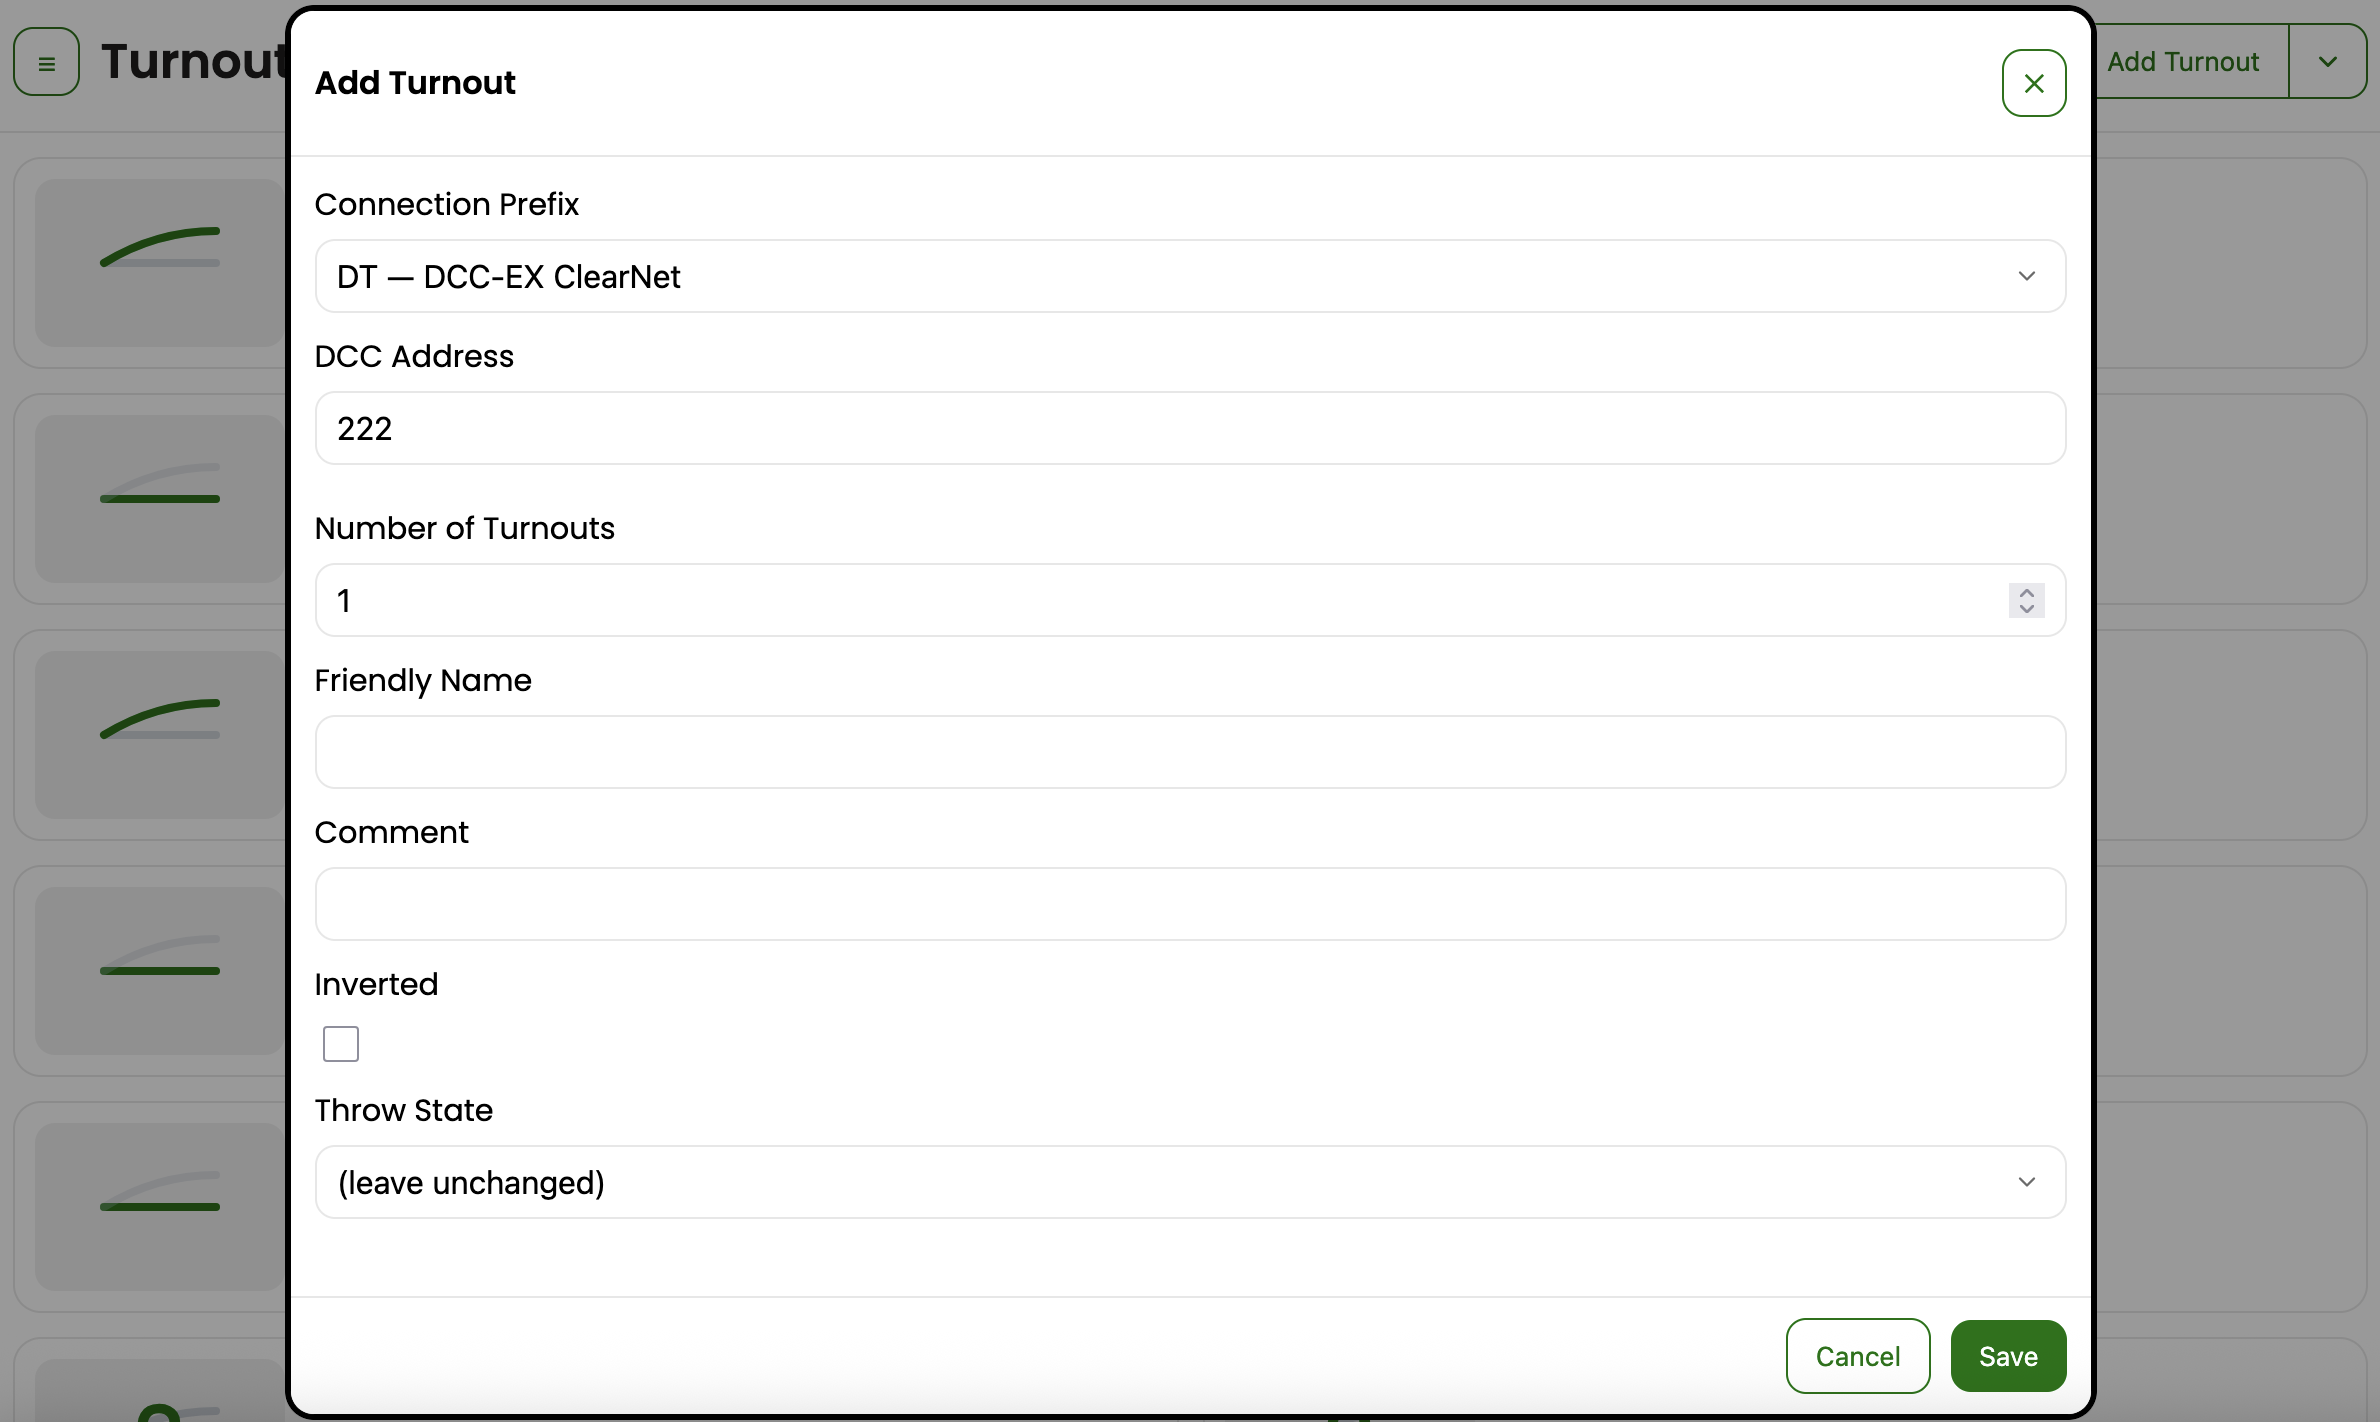 Turnout
Add Turnout
Add Turnout
Connection Prefix
DT — DCC-EX ClearNet
DCC Address
222
Number of Turnouts
1
Friendly Name
Comment
Inverted
Throw State
(leave unchanged)
Cancel
Save